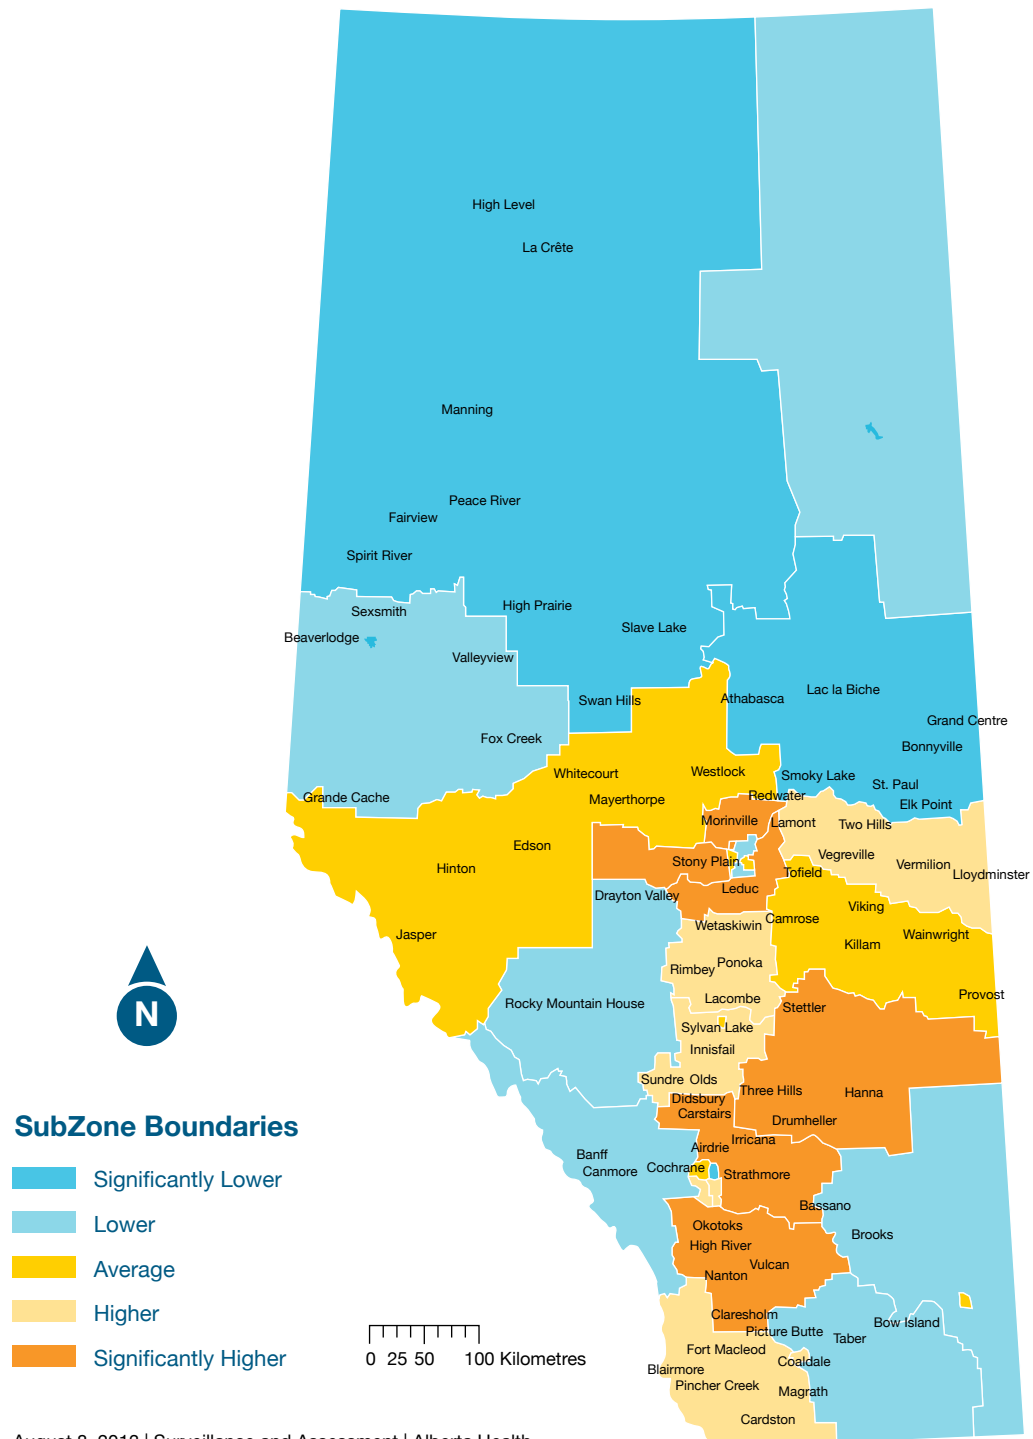 High Level
La Crête
Manning
Peace River
Fairview
Spirit River
High Prairie
Sexsmith
Slave Lake
Beaverlodge
Valleyview
Lac la Biche
Swan Hills
Athabasca
Grand Centre
Fox Creek
Bonnyville
Whitecourt
Westlock
Smoky Lake
St. Paul
Grande Cache
Mayerthorpe
Redwater
Elk Point
Morinville
Lamont
Two Hills
Edson
Vegreville
Stony Plain
Vermilion
Hinton
Tofield
Lloydminster
Drayton Valley
Leduc
Viking
Wetaskiwin
Camrose
Jasper
Killam
Wainwright
Rimbey
Ponoka
Provost
Rocky Mountain House
Lacombe
Stettler
N
Sylvan Lake
Innisfail
Sundre
Olds
Three Hills
Hanna
Didsbury
Carstairs
Drumheller
SubZone Boundaries
Irricana
Airdrie
Banff
Canmore
Cochrane
Strathmore
Significantly Lower
Bassano
Lower
Okotoks
Brooks
High River
Vulcan
Average
Nanton
Higher
Claresholm
Bow Island
Picture Butte
Taber
Fort Macleod
Significantly Higher
0 25 50 100 Kilometres
Coaldale
Blairmore
Pincher Creek
Magrath
Cardston